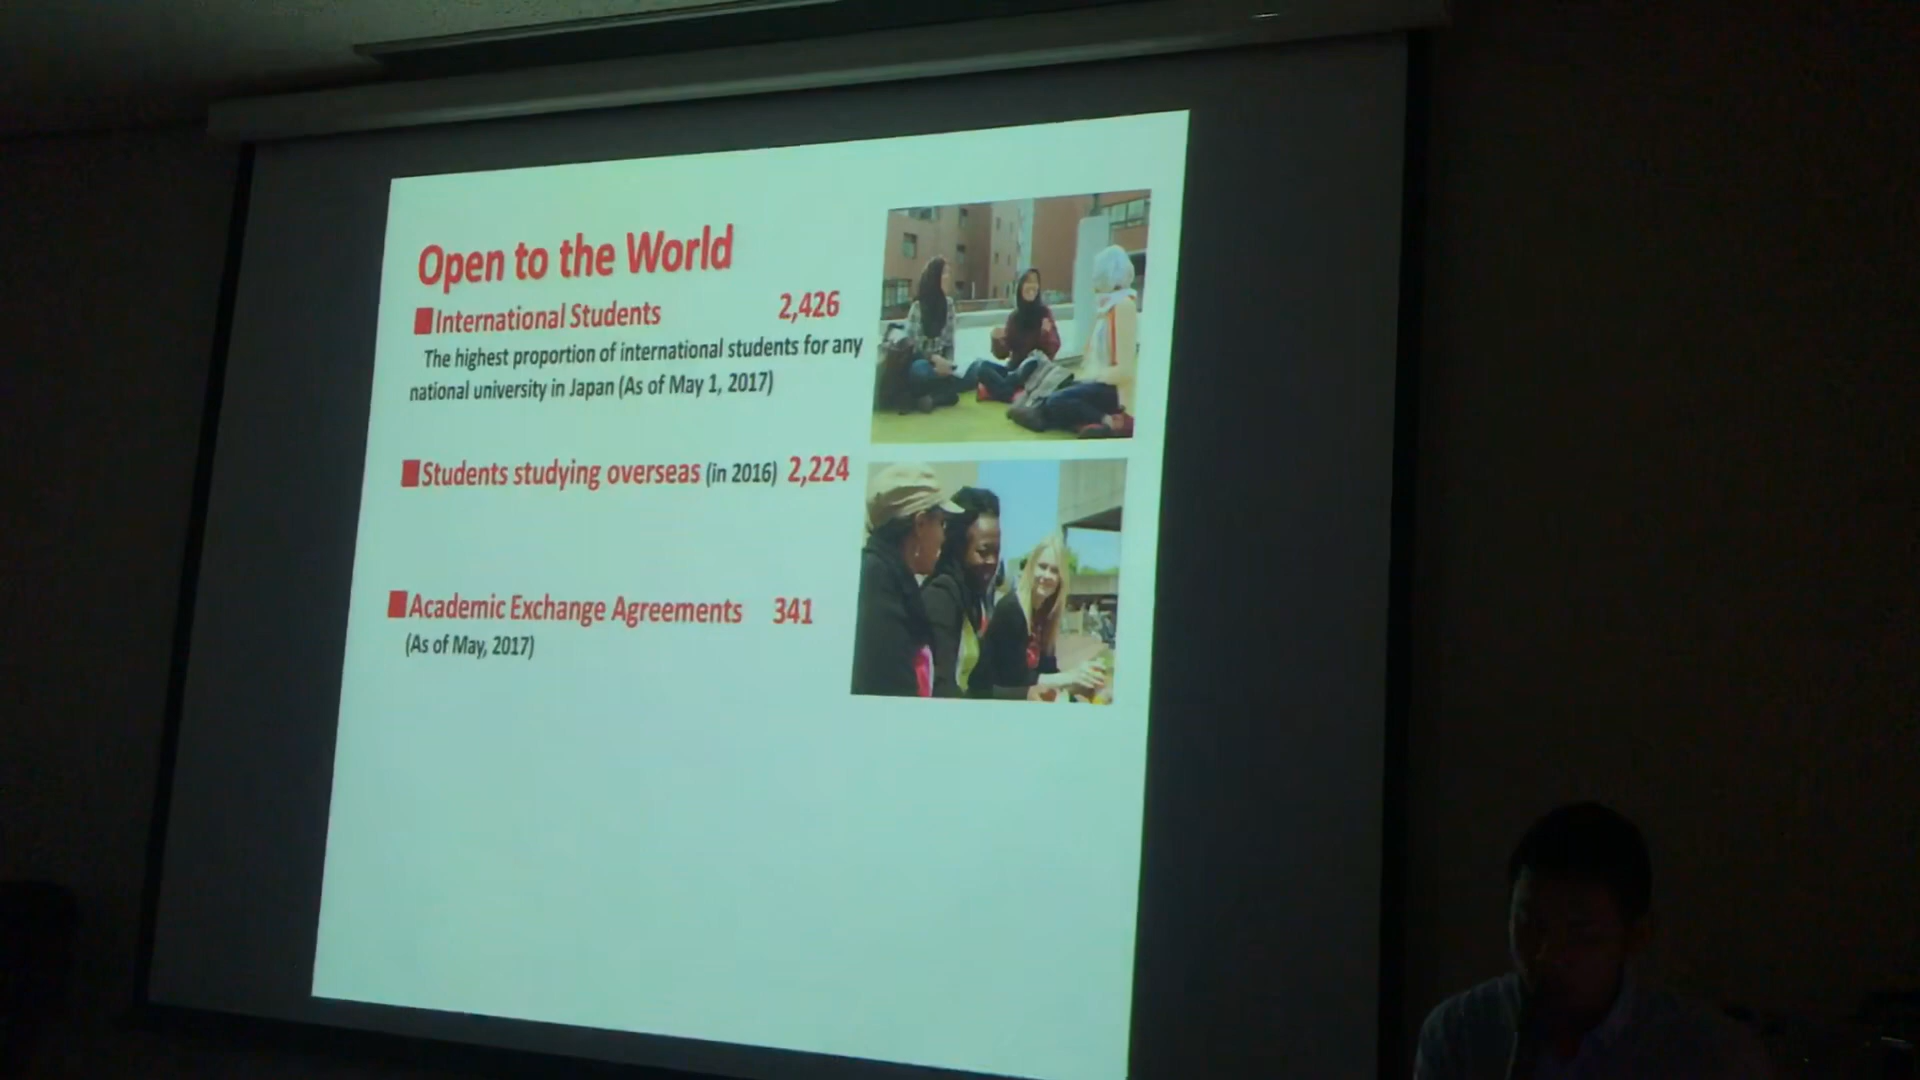 Open to the World
International Students 2,426
The highest proportion of international students for any
national university in Japan (As of May 1, 2017)
Students studying overseas (in 2016) 2,224
Academic Exchange Agreements 341
(As of May, 2017)